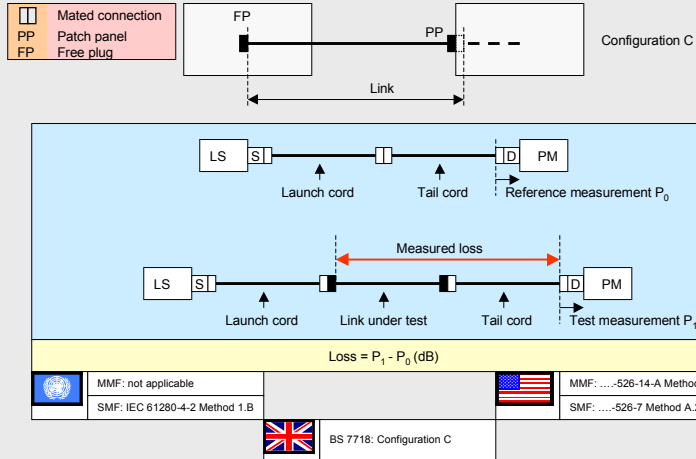 Mated connection
PP Patch panel
FP Free plug
FP
PP
Configuration C
Link
LS S D PM
Launch cord Tail cord Reference measurement P0
Measured loss
LS S D PM
Launch cord Link under test Tail cord Test measurement P1
Loss = P1 - P0 (dB)
MMF: not applicable
SMF: IEC 61280-4-2 Method 1.B
MMF: ....-526-14-A Method
SMF: ....-526-7 Method A.
BS 7718: Configuration C